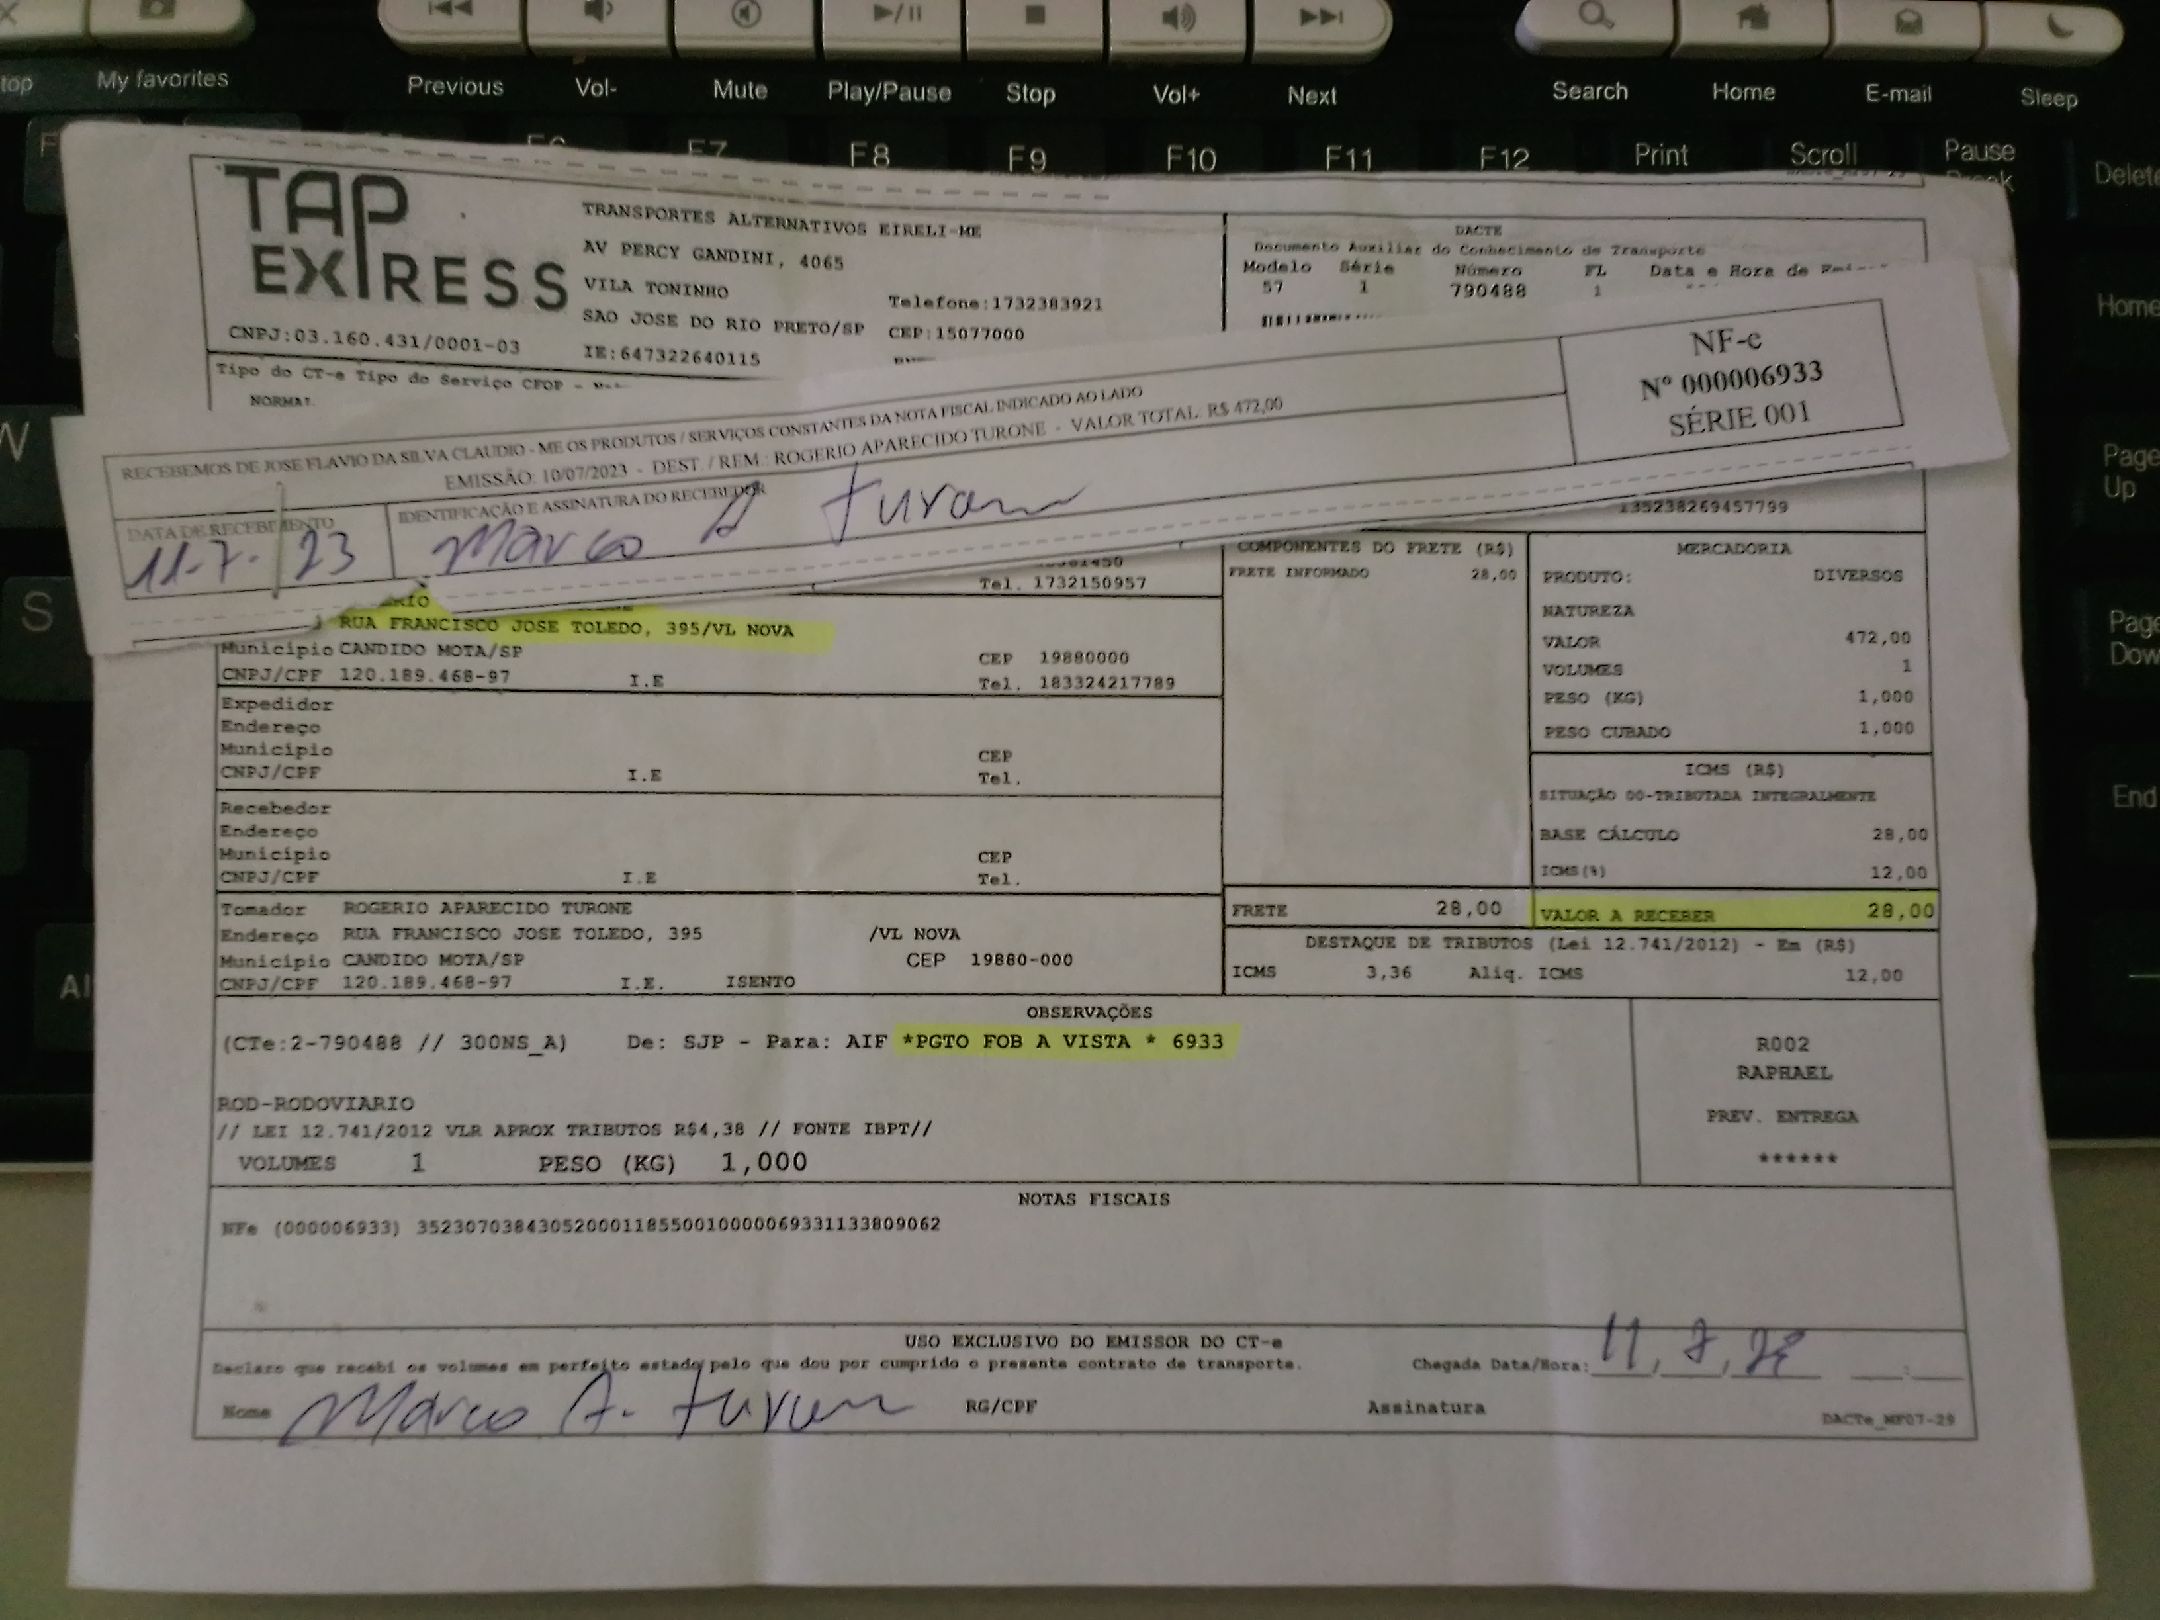 top
My favorites
Previous
Vol-
Mute
Play/Pause
Stop
Vol+
Next
Search
Home
E-mail
Sleep
F7
F8
F9
F10
F11
F12
Print
Scroll
Pause
Break
Delete
Home
Page
Up
Page
Down
End
W
S
TAP
EXPRESS
CNPJ:03.160.431/0001-03
TRANSPORTES ALTERNATIVOS EIRELI-ME
AV PERCY GANDINI, 4065
VILA TONINHO
Telefone:1732383921
SAO JOSE DO RIO PRETO/SP CEP:15077000
IE:647322640115
DACTE
Documento Auxiliar do Conhecimento de Transporte
Modelo Série Número FL Data e Hora de
57 1 790488 1
Tipo do CT-e Tipo do Serviço CFOP -
NORMAL
NF-e
Nº 000006933
SÉRIE 001
RECEBEMOS DE JOSE FLAVIO DA SILVA CLAUDIO - ME OS PRODUTOS / SERVIÇOS CONSTANTES DA NOTA FISCAL INDICADO AO LADO
EMISSÃO: 10/07/2023 - DEST. / REM.: ROGERIO APARECIDO TURONE - VALOR TOTAL: R$ 472,00
DATA DE RECEBIMENTO
11-7-23
IDENTIFICAÇÃO E ASSINATURA DO RECEBEDOR
Marco A
135238269457799
Tel. 1732150957
RUA FRANCISCO JOSE TOLEDO, 395/VL NOVA
Município CANDIDO MOTA/SP CEP 19880000
CNPJ/CPF 120.189.468-97 I.E Tel. 183324217789
Expedidor
Endereço
Município CEP
CNPJ/CPF I.E Tel.
Recebedor
Endereço
Município CEP
CNPJ/CPF I.E Tel.
Tomador ROGERIO APARECIDO TURONE
Endereço RUA FRANCISCO JOSE TOLEDO, 395 /VL NOVA
Município CANDIDO MOTA/SP CEP 19880-000
CNPJ/CPF 120.189.468-97 I.E. ISENTO
COMPONENTES DO FRETE (R$)
FRETE INFORMADO 28,00
MERCADORIA
PRODUTO: DIVERSOS
NATUREZA
VALOR 472,00
VOLUMES 1
PESO (KG) 1,000
PESO CUBADO 1,000
ICMS (R$)
SITUAÇÃO 00-TRIBUTADA INTEGRALMENTE
BASE CÁLCULO 28,00
ICMS(%) 12,00
FRETE 28,00 VALOR A RECEBER 28,00
DESTAQUE DE TRIBUTOS (Lei 12.741/2012) - Em (R$)
ICMS 3,36 Aliq. ICMS 12,00
OBSERVAÇÕES
(CTe:2-790488 // 300NS_A) De: SJP - Para: AIF *PGTO FOB A VISTA * 6933
ROD-RODOVIARIO
// LEI 12.741/2012 VLR APROX TRIBUTOS R$4,38 // FONTE IBPT//
VOLUMES 1 PESO (KG) 1,000
R002
RAPHAEL
PREV. ENTREGA
******
NOTAS FISCAIS
NFe (000006933) 35230703843052000118550010000069331133809062
USO EXCLUSIVO DO EMISSOR DO CT-e
Declaro que recebi os volumes em perfeito estado pelo que dou por cumprido o presente contrato de transporte.
Chegada Data/Hora: 11, 7,
Nome Marco A. RG/CPF Assinatura
DACTe_MF07-29